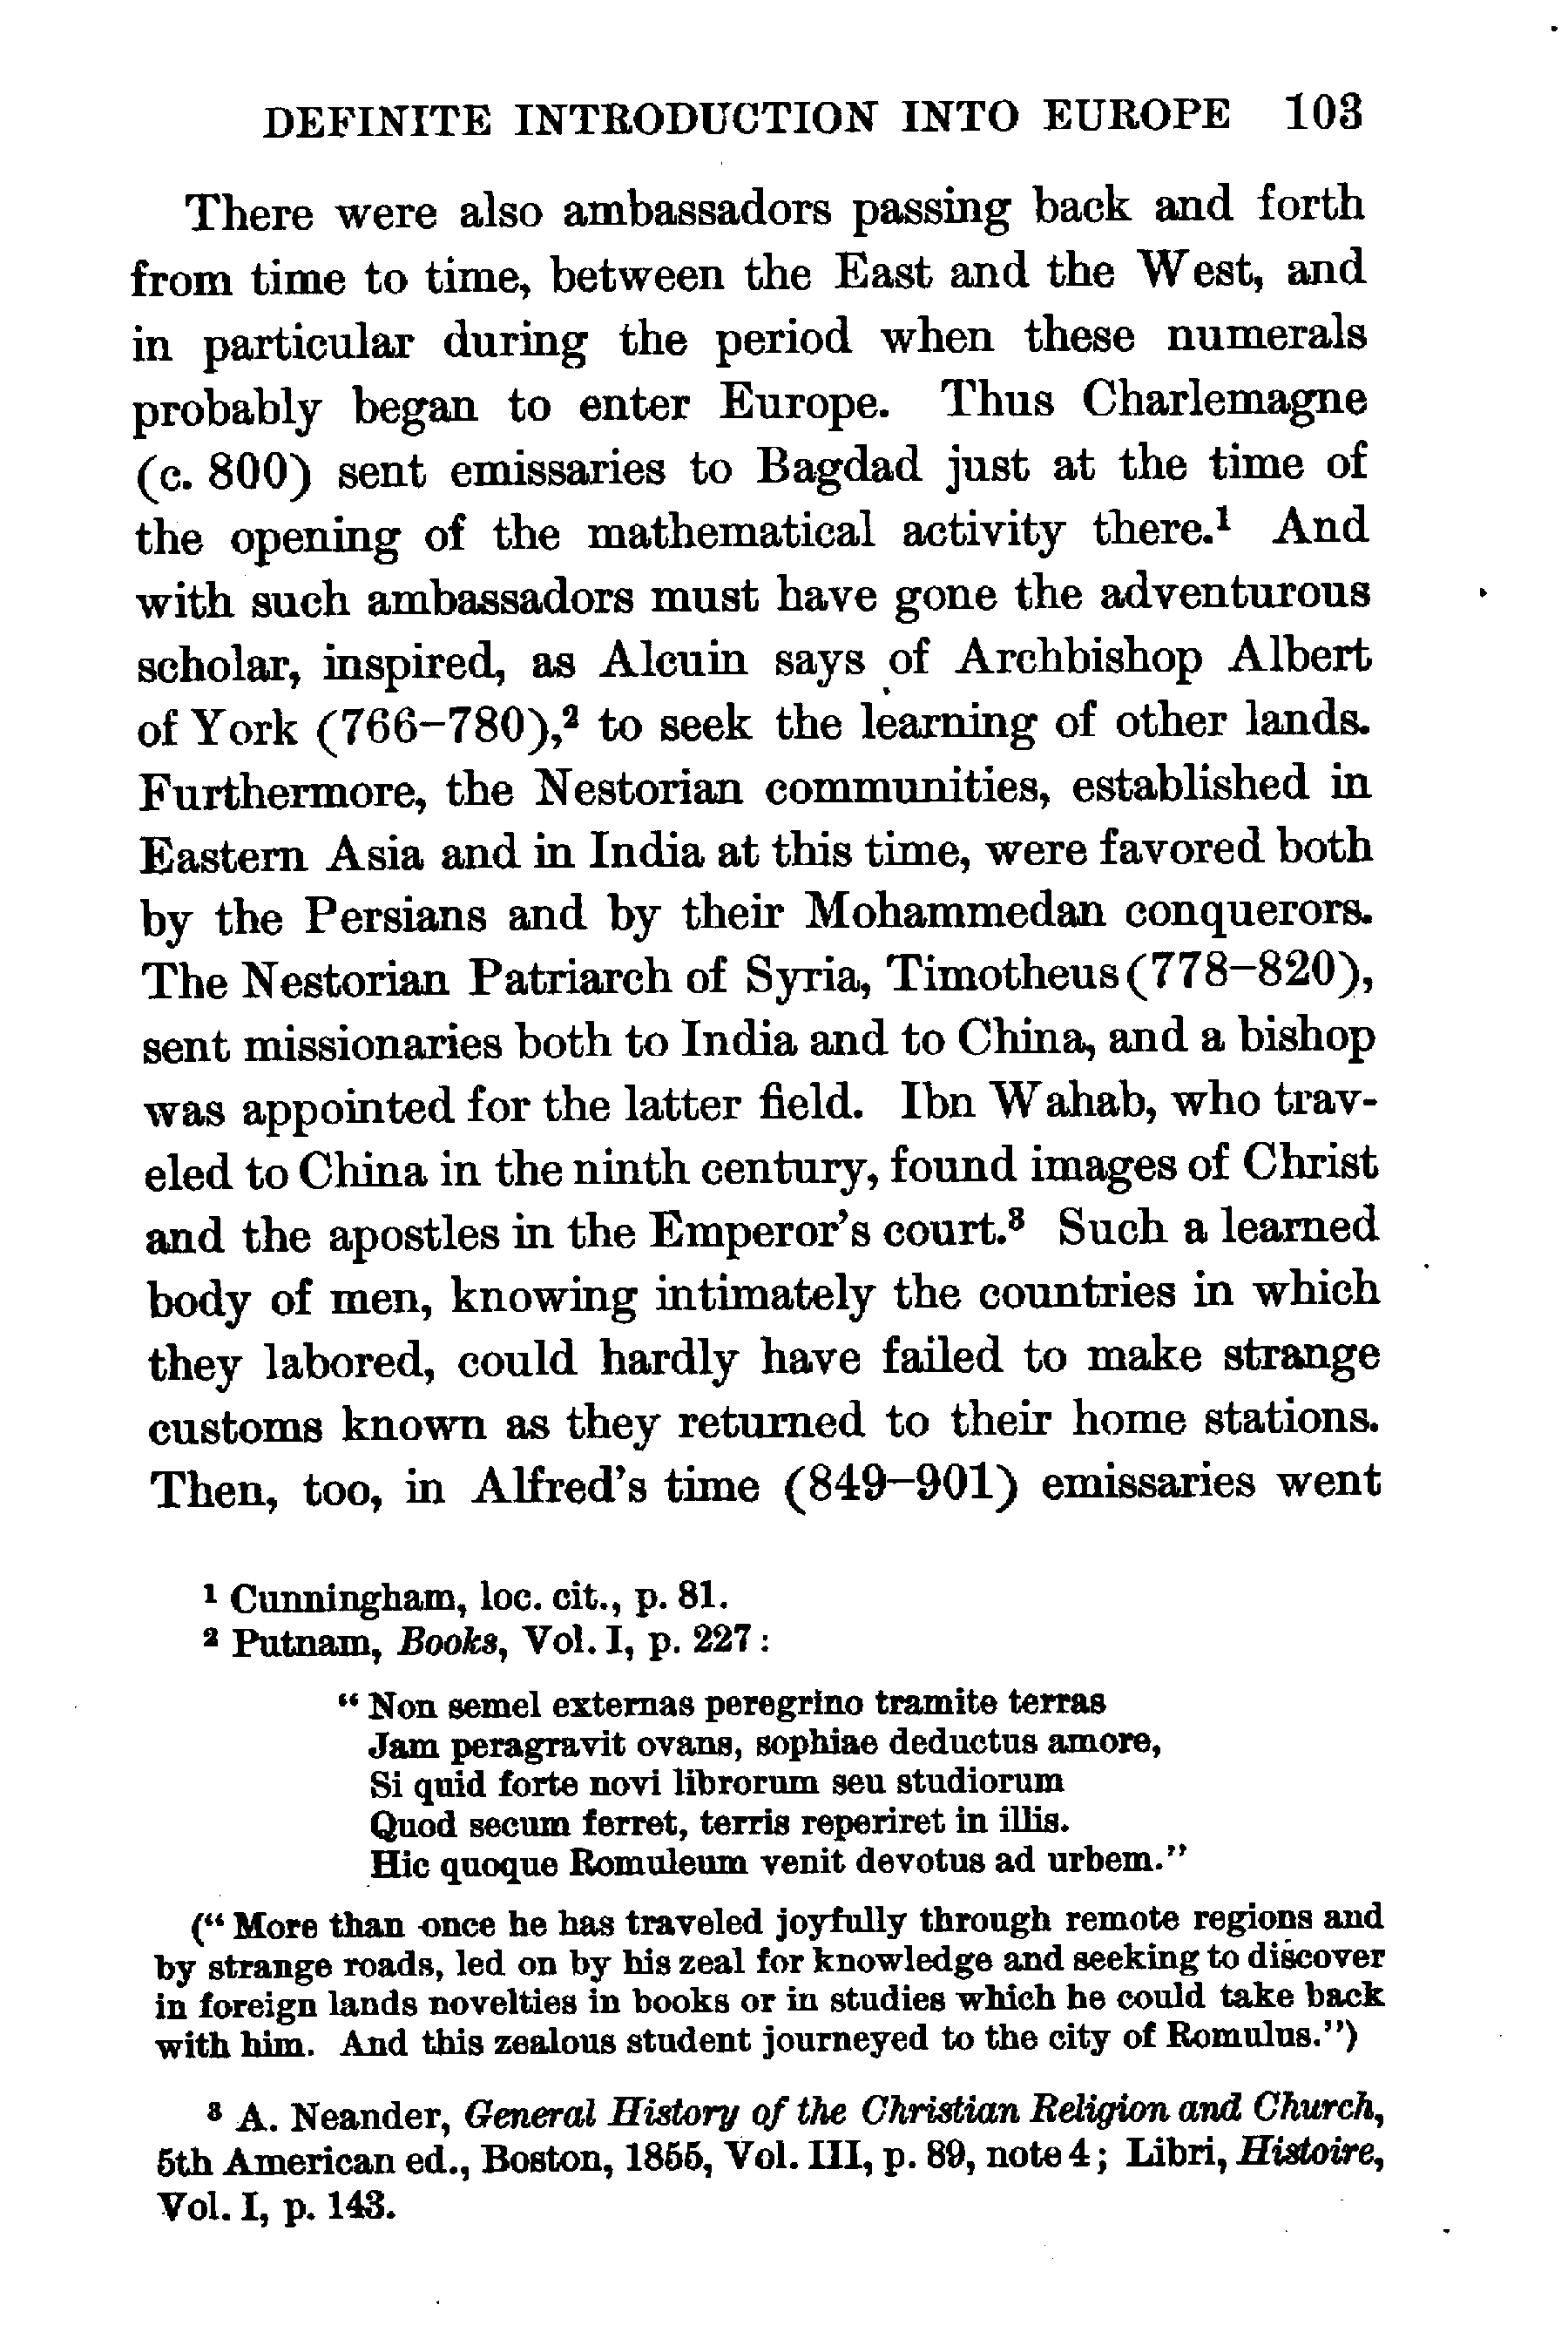 DEFINITE INTRODUCTION INTO EUROPE 103
There were also ambassadors passing back and forth
from time to time, between the East and the West, and
in particular during the period when these numerals
probably began to enter Europe. Thus Charlemagne
(c. 800) sent emissaries to Bagdad just at the time of
the opening of the mathematical activity there.¹ And
with such ambassadors must have gone the adventurous
scholar, inspired, as Alcuin says of Archbishop Albert
of York (766–780),² to seek the learning of other lands.
Furthermore, the Nestorian communities, established in
Eastern Asia and in India at this time, were favored both
by the Persians and by their Mohammedan conquerors.
The Nestorian Patriarch of Syria, Timotheus (778–820),
sent missionaries both to India and to China, and a bishop
was appointed for the latter field. Ibn Wahab, who trav-
eled to China in the ninth century, found images of Christ
and the apostles in the Emperor's court.³ Such a learned
body of men, knowing intimately the countries in which
they labored, could hardly have failed to make strange
customs known as they returned to their home stations.
Then, too, in Alfred's time (849–901) emissaries went
¹ Cunningham, loc. cit., p. 81.
² Putnam, Books, Vol. I, p. 227:
“Non semel externas peregrino tramite terras
Jam peragravit ovans, sophiae deductus amore,
Si quid forte novi librorum seu studiorum
Quod secum ferret, terris reperiret in illis.
Hic quoque Romuleum venit devotus ad urbem.”
(“More than once he has traveled joyfully through remote regions and
by strange roads, led on by his zeal for knowledge and seeking to discover
in foreign lands novelties in books or in studies which he could take back
with him. And this zealous student journeyed to the city of Romulus.”)
³ A. Neander, General History of the Christian Religion and Church,
5th American ed., Boston, 1855, Vol. III, p. 89, note 4; Libri, Histoire,
Vol. I, p. 143.